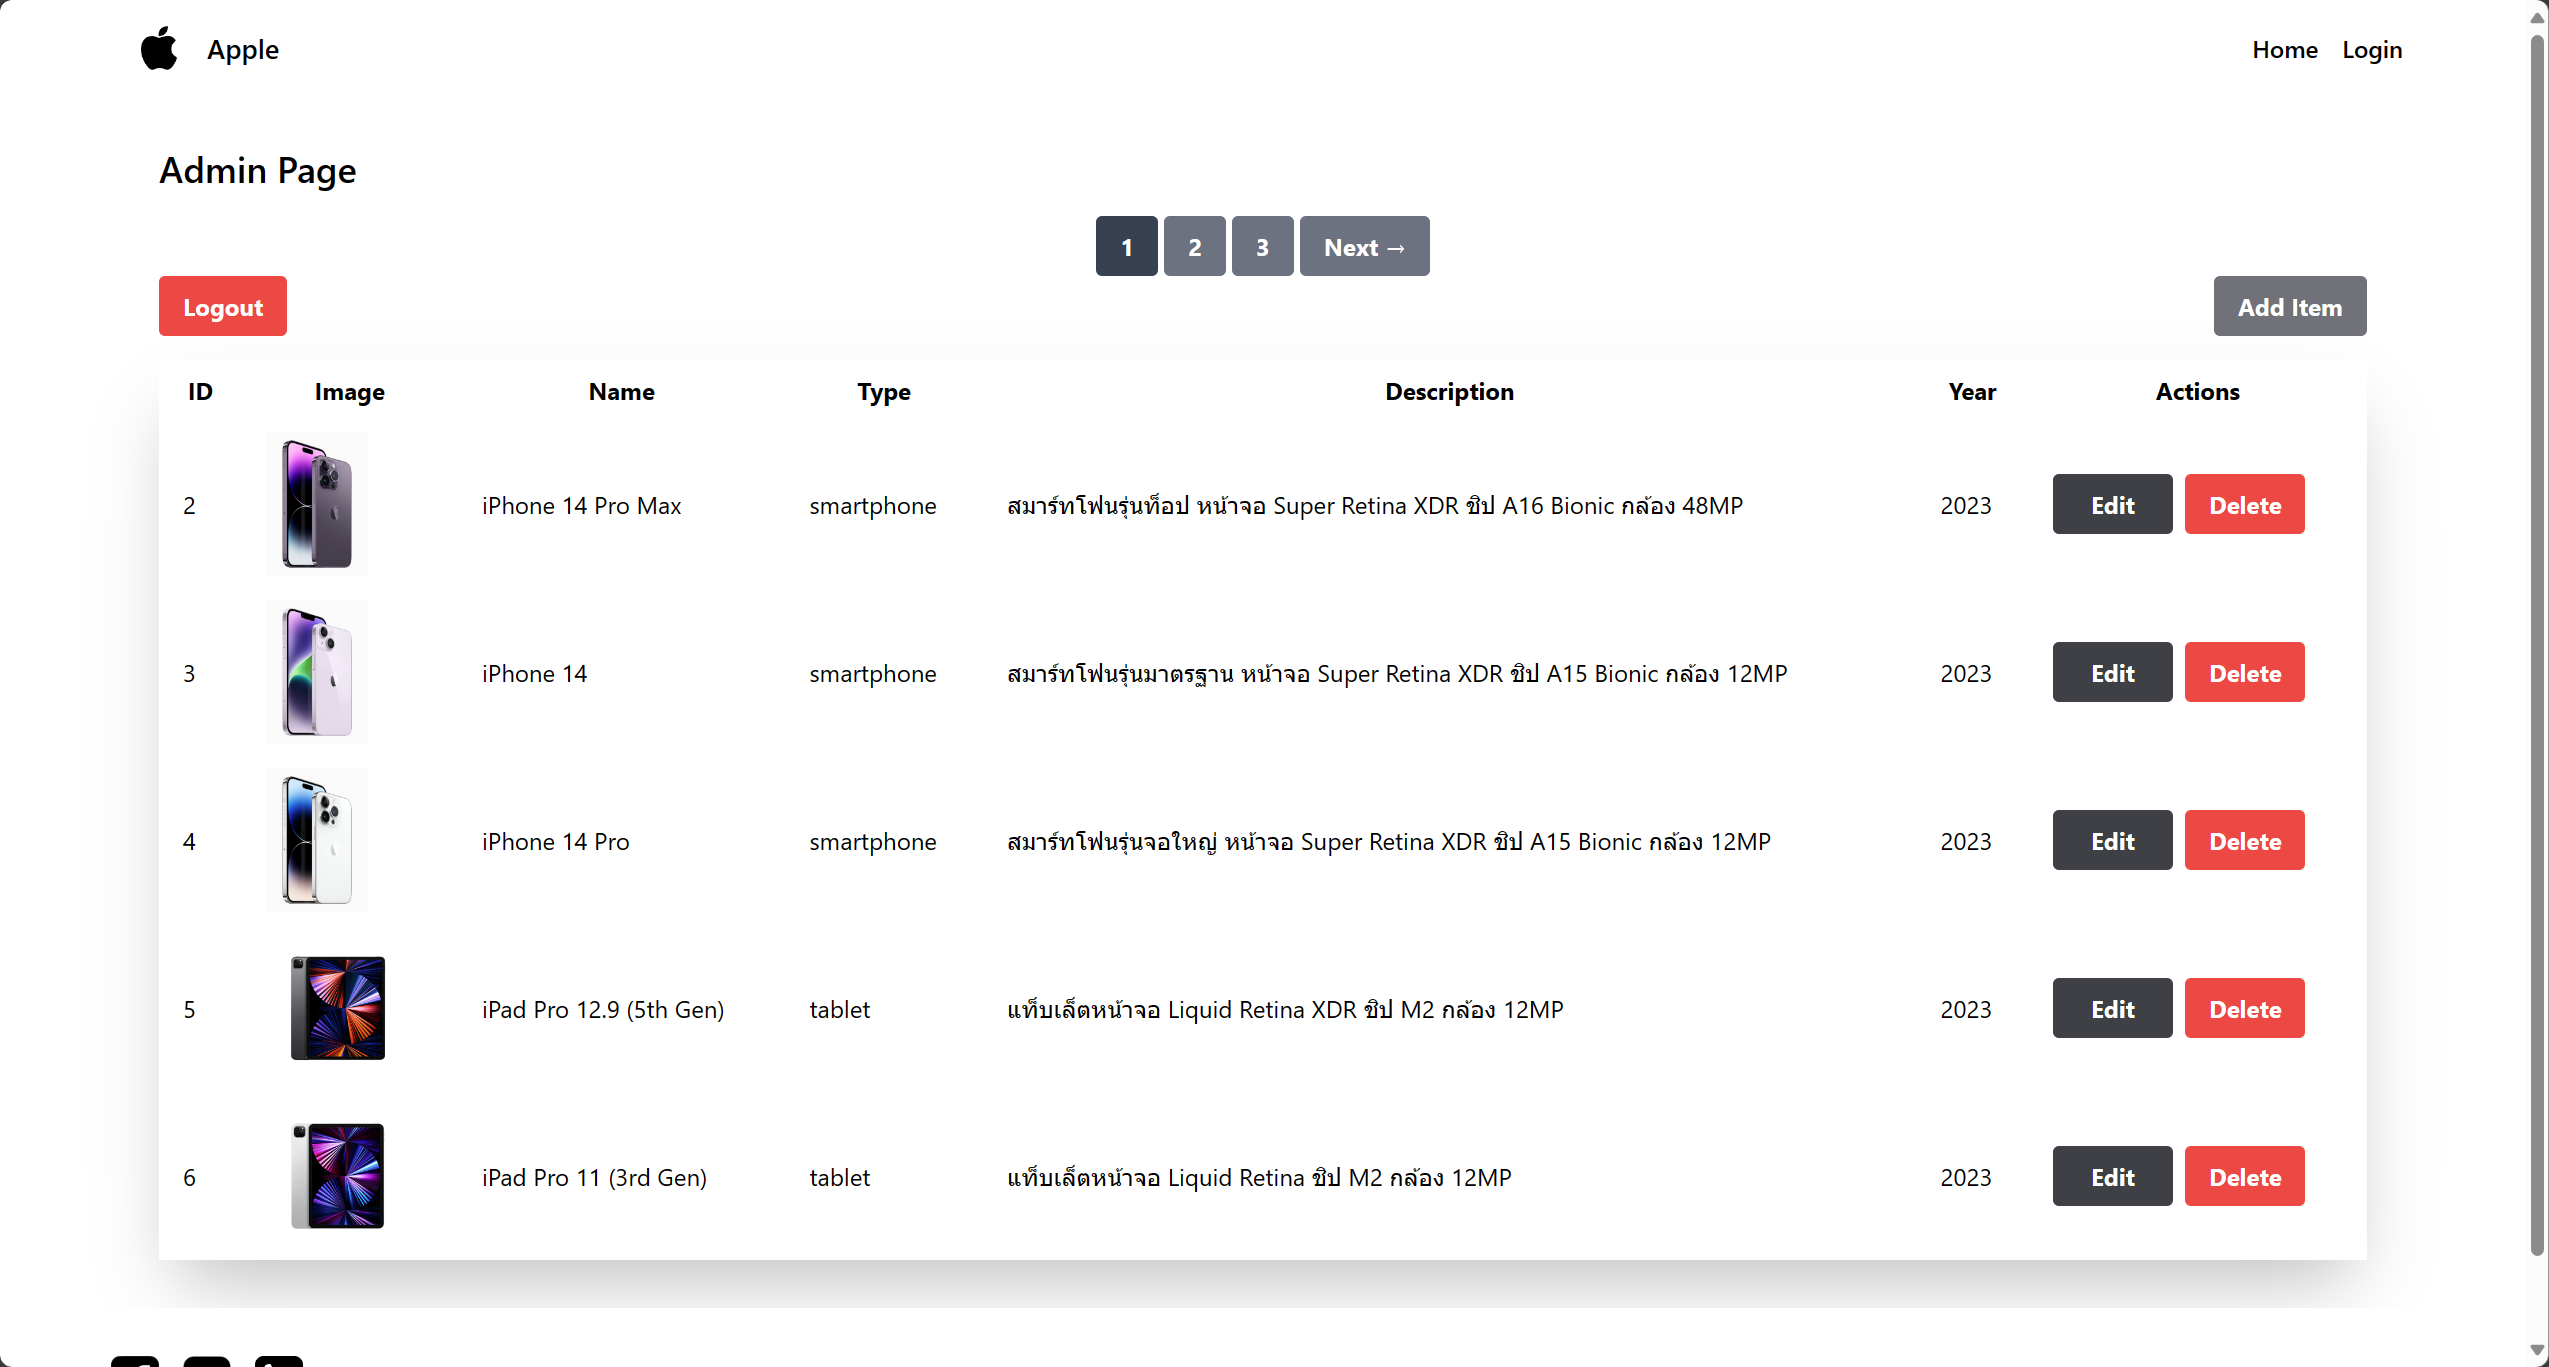 Apple Home Login
Admin Page
1 2 3 Next →
Logout Add Item
ID Image Name Type Description Year Actions
2 iPhone 14 Pro Max smartphone สมาร์ทโฟนรุ่นท็อป หน้าจอ Super Retina XDR ชิป A16 Bionic กล้อง 48MP 2023 Edit Delete
3 iPhone 14 smartphone สมาร์ทโฟนรุ่นมาตรฐาน หน้าจอ Super Retina XDR ชิป A15 Bionic กล้อง 12MP 2023 Edit Delete
4 iPhone 14 Pro smartphone สมาร์ทโฟนรุ่นจอใหญ่ หน้าจอ Super Retina XDR ชิป A15 Bionic กล้อง 12MP 2023 Edit Delete
5 iPad Pro 12.9 (5th Gen) tablet แท็บเล็ตหน้าจอ Liquid Retina XDR ชิป M2 กล้อง 12MP 2023 Edit Delete
6 iPad Pro 11 (3rd Gen) tablet แท็บเล็ตหน้าจอ Liquid Retina ชิป M2 กล้อง 12MP 2023 Edit Delete